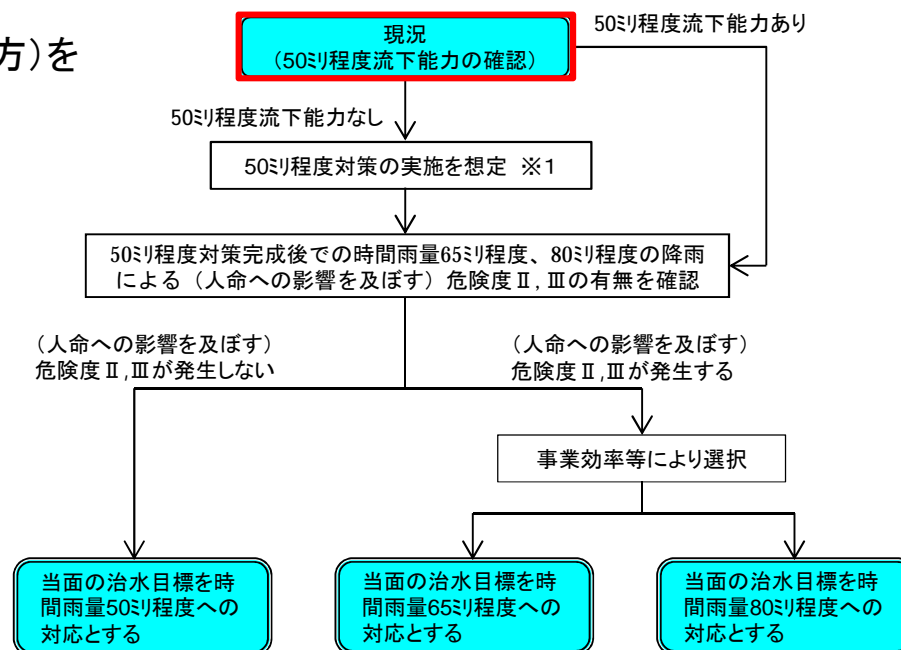 方)を
現況
（50ﾐﾘ程度流下能力の確認）
50ﾐﾘ程度流下能力あり
50ﾐﾘ程度流下能力なし
50ﾐﾘ程度対策の実施を想定 ※1
50ﾐﾘ程度対策完成後での時間雨量65ﾐﾘ程度、80ﾐﾘ程度の降雨
による（人命への影響を及ぼす）危険度Ⅱ,Ⅲの有無を確認
（人命への影響を及ぼす）
危険度Ⅱ,Ⅲが発生しない
（人命への影響を及ぼす）
危険度Ⅱ,Ⅲが発生する
事業効率等により選択
当面の治水目標を時
間雨量50ﾐﾘ程度への
対応とする
当面の治水目標を時
間雨量65ﾐﾘ程度への
対応とする
当面の治水目標を時
間雨量80ﾐﾘ程度への
対応とする